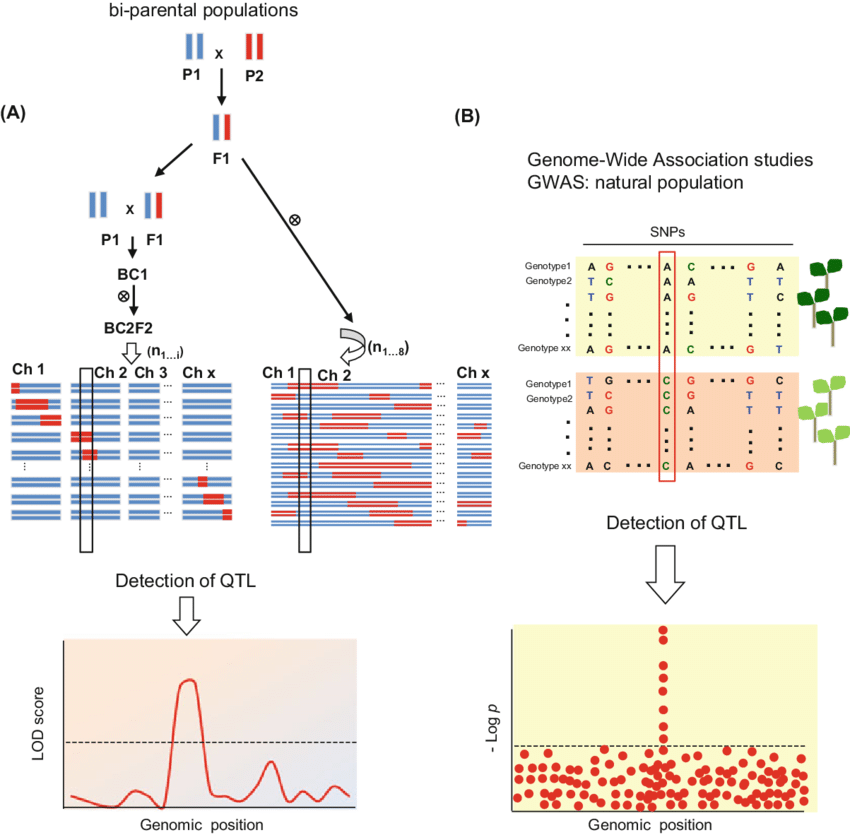 bi-parental populations
P1 x P2
(A)
F1
P1 x F1
BC1
BC2F2
(n1...i)
(n1...8)
Ch 1 Ch 2 Ch 3 ... Ch x
Ch 1 Ch 2 ... Ch x
Detection of QTL
LOD score
Genomic position
(B)
Genome-Wide Association studies
GWAS: natural population
SNPs
Genotype1 A G ... A C ... G A
Genotype2 T C A A T T
T G A G T C
Genotype xx A G ... A C ... G T
Genotype1 T G ... C G ... G C
Genotype2 T C C G T T
A G C A T T
Genotype xx A C ... C A ... G C
Detection of QTL
- Log p
Genomic position